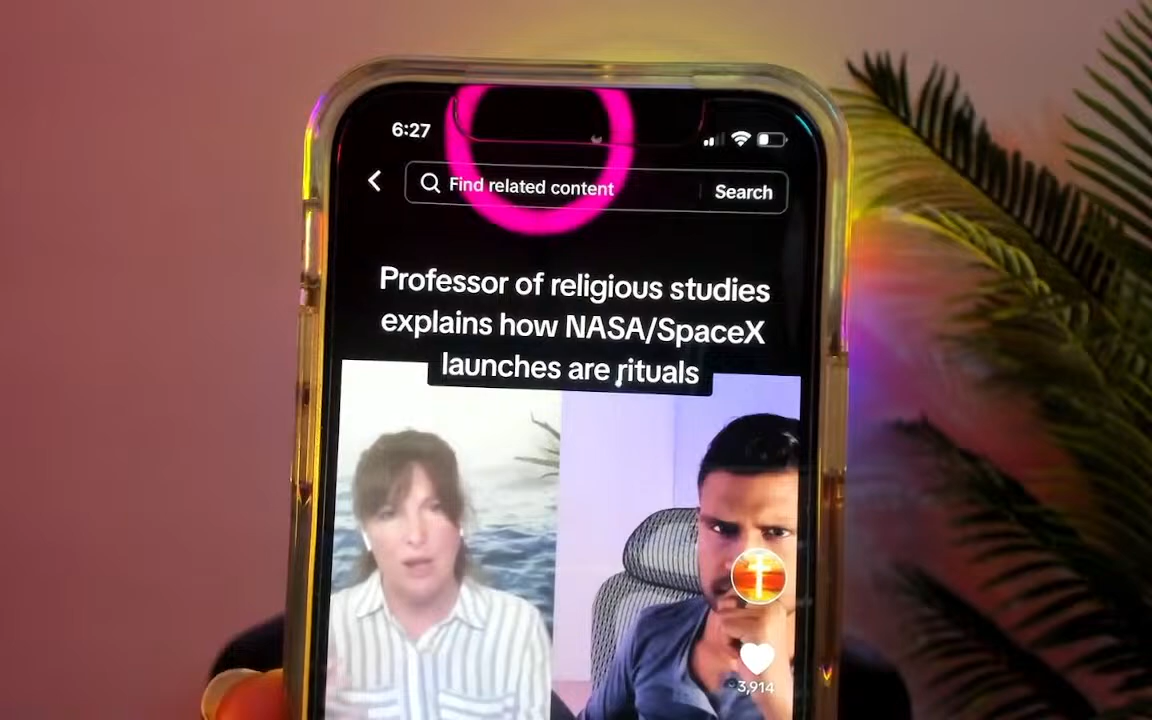 6:27
Find related content
Search
Professor of religious studies
explains how NASA/SpaceX
launches are rituals
3,914